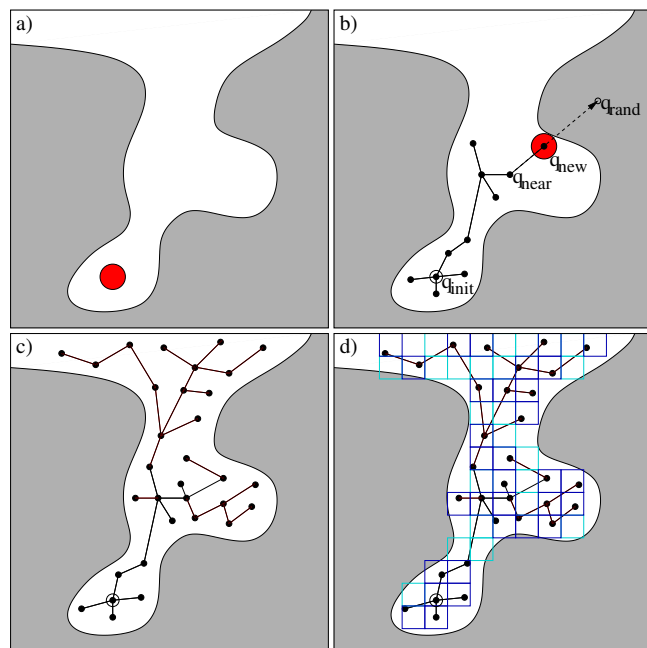 a)
b)
q_rand
q_new
q_near
q_init
c)
d)